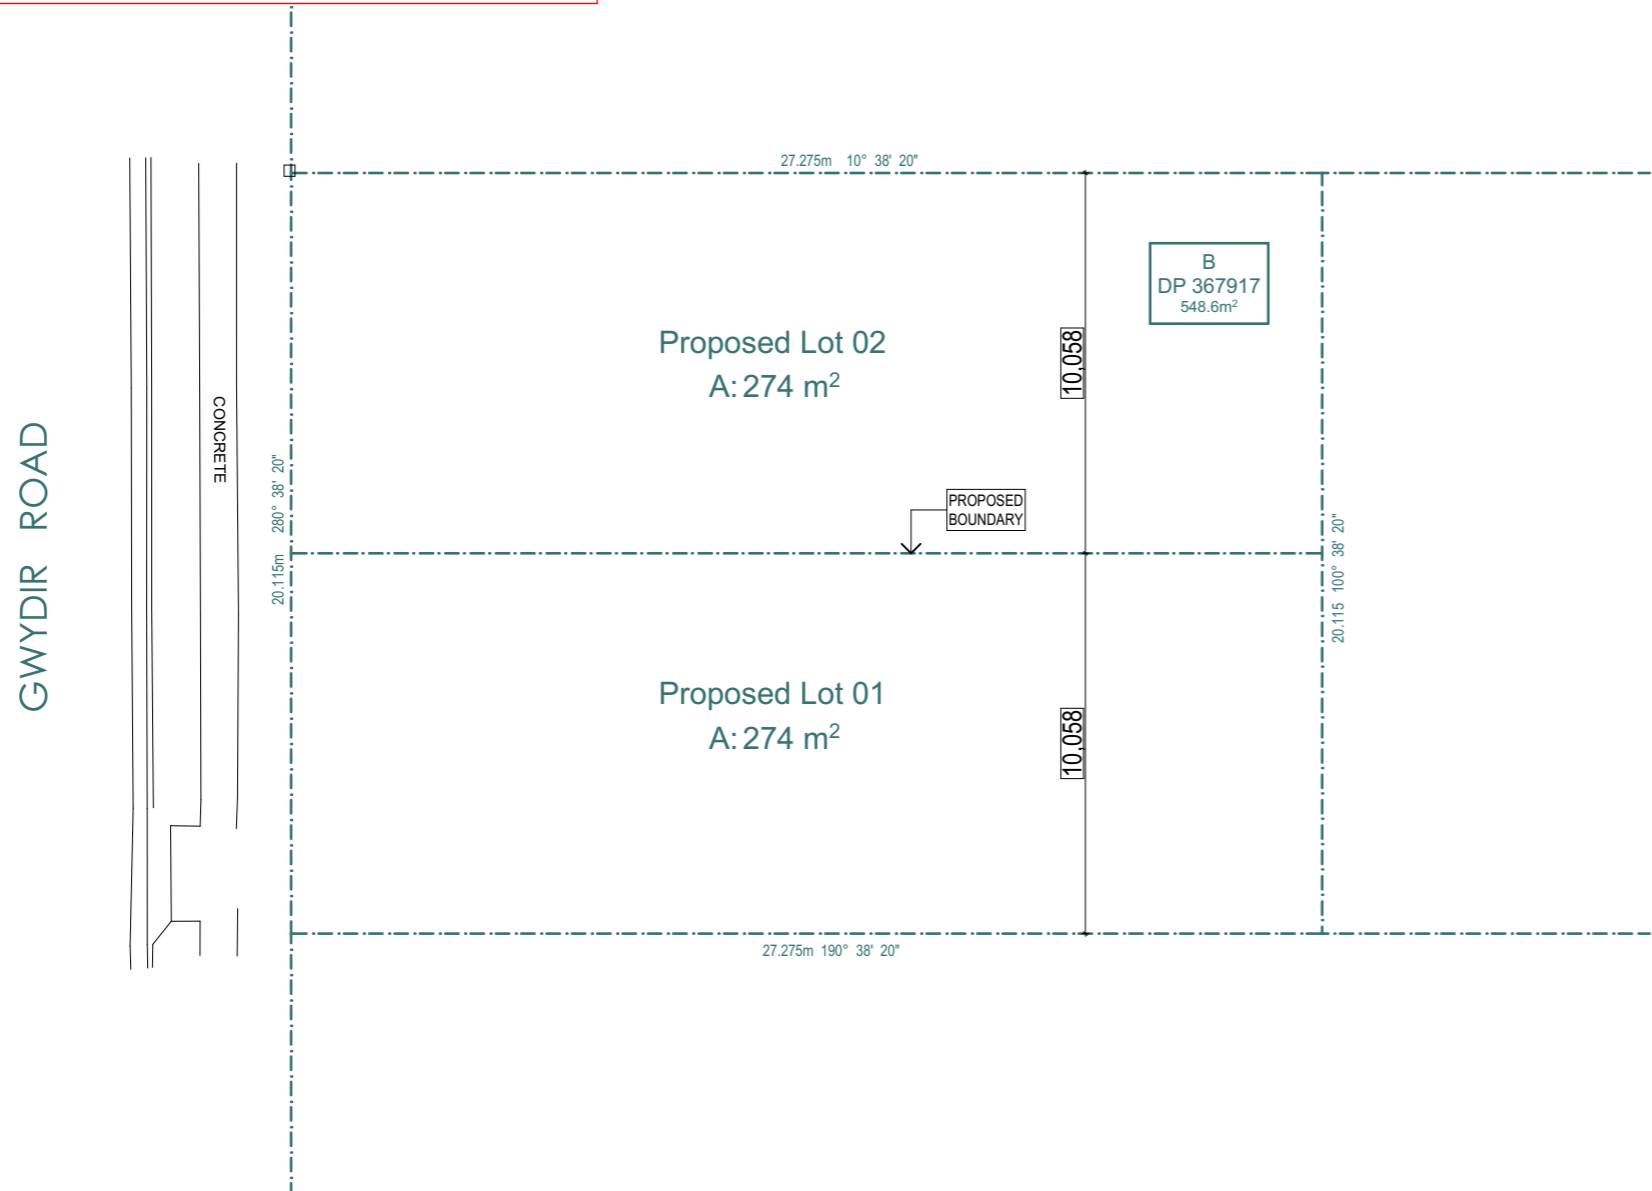 27.275m 10° 38' 20"
B
DP 367917
548.6m²
Proposed Lot 02
A: 274 m²
10,058
CONCRETE
GWYDIR ROAD
20.115m 280° 38' 20"
PROPOSED
BOUNDARY
20.115 100° 38' 20"
Proposed Lot 01
A: 274 m²
10,058
27.275m 190° 38' 20"